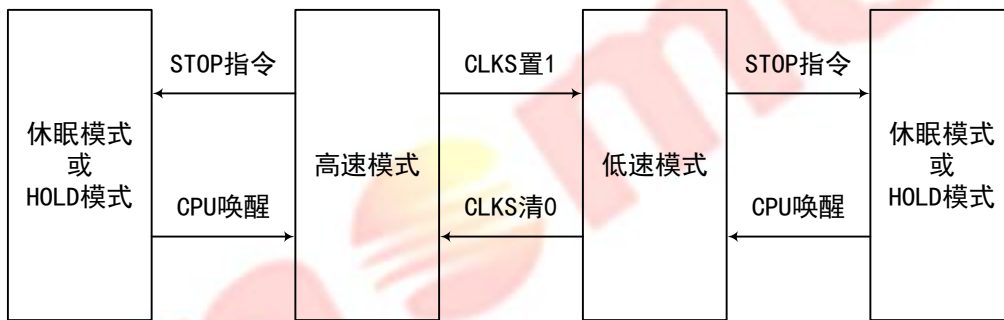 STOP指令
CLKS置1
STOP指令
休眠模式
或
HOLD模式
高速模式
低速模式
休眠模式
或
HOLD模式
CPU唤醒
CLKS清0
CPU唤醒